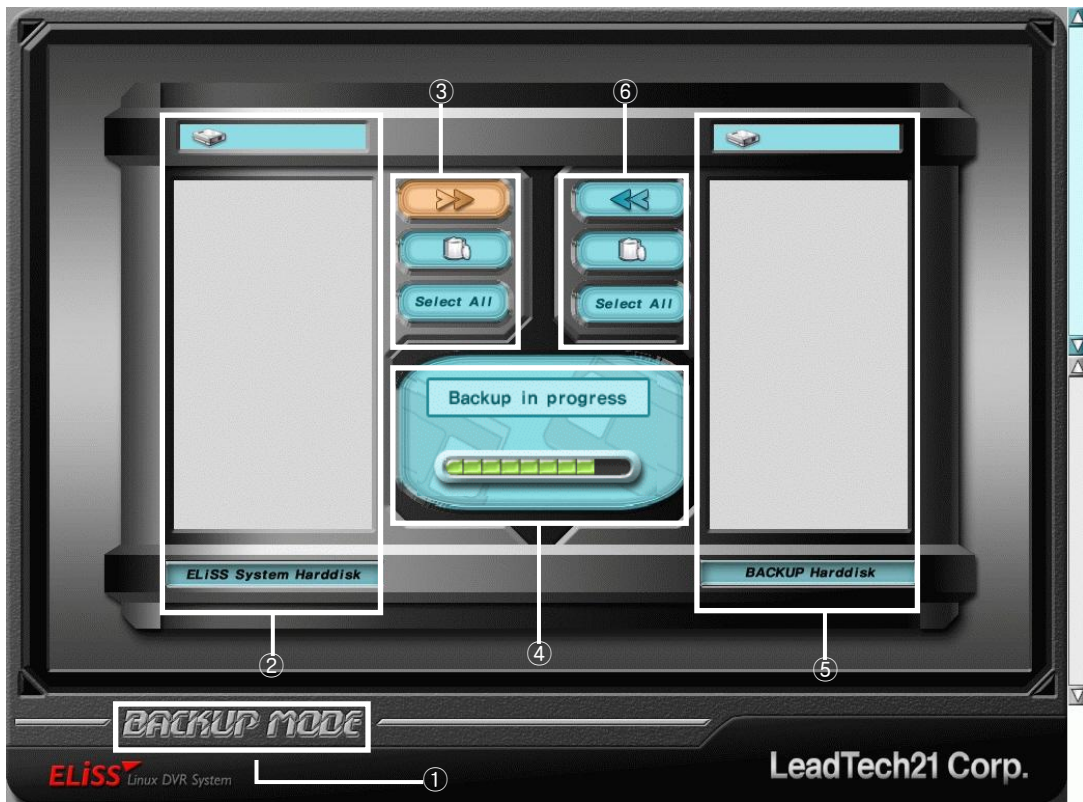 ③ ⑥
Select All
Select All
Backup in progress
ELiSS System Harddisk
BACKUP Harddisk
② ④ ⑤
BACKUP MODE
①
ELiSS Linux DVR System
LeadTech21 Corp.